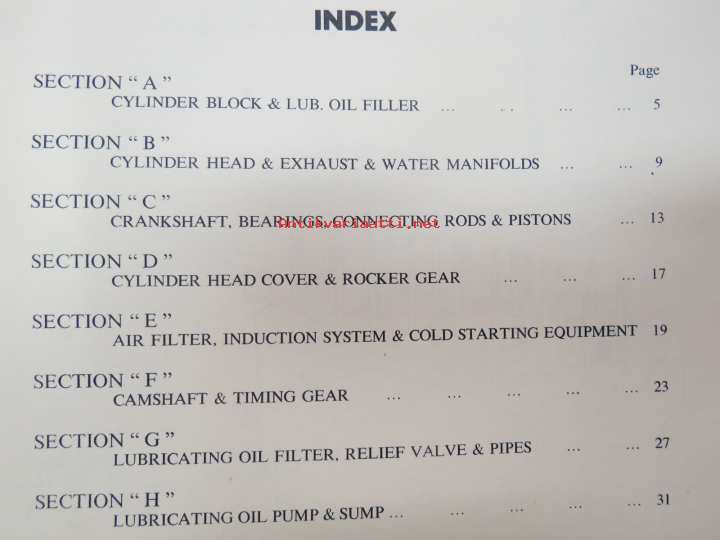 INDEX
Page
SECTION “ A ”
CYLINDER BLOCK & LUB. OIL FILLER ... . . ... ... 5
SECTION “ B ”
CYLINDER HEAD & EXHAUST & WATER MANIFOLDS ... ... 9
SECTION “ C ”
CRANKSHAFT, BEARINGS, CONNECTING RODS & PISTONS ... 13
Antikvariaatti.net
SECTION “ D ”
CYLINDER HEAD COVER & ROCKER GEAR ... ... ... 17
SECTION “ E ”
AIR FILTER, INDUCTION SYSTEM & COLD STARTING EQUIPMENT 19
SECTION “ F ”
CAMSHAFT & TIMING GEAR ... ... ... ... ... 23
SECTION “ G ”
LUBRICATING OIL FILTER, RELIEF VALVE & PIPES ... ... 27
SECTION “ H ”
LUBRICATING OIL PUMP & SUMP ... ... ... ... ... 31